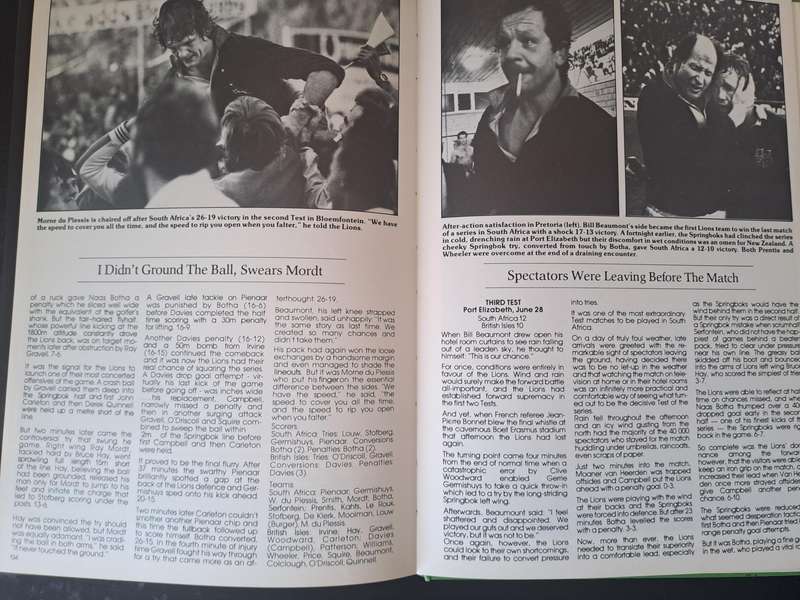 Morne du Plessis is chaired off after South Africa's 26-19 victory in the second Test in Bloemfontein. "We have
the speed to cover you all the time, and the speed to rip you open when you falter," he told the Lions.
I Didn't Ground The Ball, Swears Mordt
of a ruck gave Naas Botha a
penalty which he sliced well wide
with the equivalent of the golfer's
shank. But the fair-haired flyhalf,
whose powerful line kicking at the
1800m altitude constantly drove
the Lions back, was on target mo-
ments later after obstruction by Ray
Gravell. 7-6.
It was the signal for the Lions to
launch one of their most concerted
offensives of the game. A crash ball
by Gravell carried them deep into
the Springbok half and first John
Carleton and then Derek Quinnell
were held up a metre short of the
line.
But two minutes later came the
controversial try that swung he
game. Right wing Ray Mordt,
tackled hard by Bruce Hay, went
sprawling full length 15m short
of the line. Hay, believing the ball
had been grounded, released his
man only for Mordt to jump to his
feet and initiate the charge that
led to Stofberg scoring under the
posts. 13-6.
Hay was convinced the try should
not have been allowed, but Mordt
was equally adamant. "I was cradl-
ing the ball in both arms," he said.
"It never touched the ground."
104
A Gravell late tackle on Pienaar
was punished by Botha (16-6)
before Davies completed the half
time scoring with a 30m penalty
for lifting. 16-9.
Another Davies penalty (16-12)
and a 50m bomb from Irvine
(16-15) continued the comeback
and it was now the Lions had their
real chance of squaring the series.
A Davies drop goal attempt - vir-
tually his last kick of the game
before going off - was inches wide
- his replacement, Campbell,
narrowly missed a penalty and
then in another surging attack
Gravell, O'Driscoll and Squire com-
bined to sweep the ball within
2m of the Springbok line before
first Campbell and then Carleton
were held.
It proved to be the final flurry. After
37 minutes the swarthy Pienaar
brilliantly spotted a gap at the
back of the Lions defence and Ger-
mishuys sped onto his kick ahead.
20-15.
Two minutes later Carleton couldn't
smother another Pienaar chip and
this time the fullback followed up
to score himself. Botha converted,
26-15. In the fourth minute of injury
time Gravell fought his way through
for a try that came more as an af-
terthought. 26-19.
Beaumont, his left knee strapped
and swollen, said unhappily. "It was
the same story as last time. We
created so many chances and
didn't take them."
His pack had again won the loose
exchanges by a handsome margin
and even managed to shade the
lineouts. But it was Morne du Plessis
who put his finger on the essential
difference between the sides. "We
have the speed," he said, "the
speed to cover you all the time,
and the speed to rip you open
when you falter."
Scorers
South Africa: Tries: Louw, Stofberg,
Germishuys, Pienaar. Conversions:
Botha (2). Penalties: Botha (2).
British Isles: Tries: O'Driscoll, Gravell.
Conversions: Davies. Penalties:
Davies (3).
Teams
South Africa: Pienaar; Germishuys,
W. du Plessis, Smith, Mordt; Botha,
Serfontein; Prentis, Kahts, Le Roux,
Stofberg, De Klerk, Moolman, Louw
(Burger), M. du Plessis.
British Isles: Irvine; Hay, Gravell,
Woodward, Carleton; Davies
(Campbell), Patterson; Williams,
Wheeler, Price, Squire, Beaumont,
Colclough, O'Driscoll, Quinnell.
After-action satisfaction in Pretoria (left). Bill Beaumont's side became the first Lions team to win the last match
of a series in South Africa with a shock 17-13 victory. A fortnight earlier, the Springboks had clinched the series
in cold, drenching rain at Port Elizabeth but their discomfort in wet conditions was an omen for New Zealand. A
cheeky Springbok try, converted from touch by Botha, gave South Africa a 12-10 victory. Both Prentis and
Wheeler were overcome at the end of a draining encounter.
Spectators Were Leaving Before The Match
THIRD TEST
Port Elizabeth, June 28
South Africa 12
British Isles 10
When Bill Beaumont drew open his
hotel room curtains to see rain falling
out of a leaden sky, he thought to
himself: "This is our chance."
For once, conditions were entirely in
favour of the Lions. Wind and rain
would surely make the forward battle
all-important, and the Lions had
established forward supremacy in
the first two Tests.
And yet, when French referee Jean-
Pierre Bonnet blew the final whistle at
the cavernous Boet Erasmus stadium
that afternoon the Lions had lost
again.
The turning point came four minutes
from the end of normal time when a
catastrophic error by Clive
Woodward enabled Gerrie
Germishuys to take a quick throw in
which led to a try by the long-striding
Springbok left wing.
Afterwards, Beaumont said: "I feel
shattered and disappointed. We
played our guts out and we deserved
victory, but it was not to be."
Once again, however, the Lions
could look to their own shortcomings,
and their failure to convert pressure
into tries.
It was one of the most extraordinary
Test matches to be played in South
Africa.
On a day of truly foul weather, late
arrivals were greeted with the re-
markable sight of spectators leaving
the ground, having decided there
was to be no let-up in the weather
and that watching the match on tele-
vision at home or in their hotel rooms
was an infinitely more practical and
comfortable way of seeing what turn-
ed out to be the decisive Test of the
series.
Rain fell throughout the afternoon
and an icy wind gusting from the
north had the majority of the 40 000
spectators who stayed for the match
huddling under umbrellas, raincoats,
even scraps of paper.
Just two minutes into the match,
Moaner van Heerden was trapped
offsides and Campbell put the Lions
ahead with a penalty goal. 0-3.
The Lions were playing with the wind
at their backs and the Springboks
were forced into defence. But after 23
minutes Botha levelled the scores
with a penalty. 3-3.
Now, more than ever, the Lions
needed to translate their superiority
into a comfortable lead, especially
as the Springboks would have the
wind behind them in the second half.
But their only try was a direct result of
a Springbok mistake when scrumhalf
Serfontein, who did not have the hap-
piest of games behind a beaten
pack, tried to clear under pressure
near his own line. The greasy ball
skidded off his boot and bounced
into the arms of Lions left wing Bruce
Hay, who scored the simplest of tries.
3-7.
The Lions were able to reflect at half
time on chances missed, and when
Naas Botha thumped over a 40
dropped goal early in the second
half — one of his finest kicks of the
series — the Springboks were right
back in the game. 6-7.
So complete was the Lions' dom-
inance among the forwards,
however, that the visitors were able to
keep an iron grip on the match, and
increased their lead when Van Heer-
den once more strayed offsides to
give Campbell another penalty
chance. 6-10.
The Springboks were reduced to
what seemed desperation tactics as
first Botha and then Pienaar tried long
range penalty goal attempts.
But it was Botha, playing a fine game
in the wet, who played a vital role